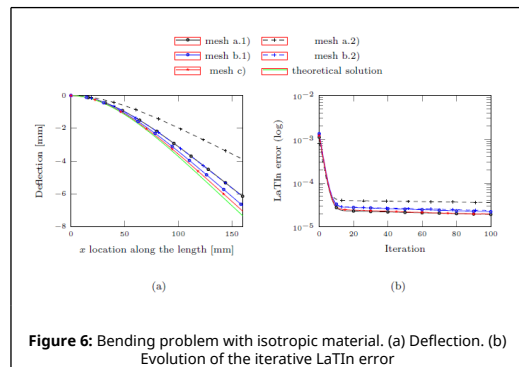 mesh a.1) mesh a.2)
mesh b.1) mesh b.2)
mesh c) theoretical solution
0
−2
−4
−6
−8
Deflection [mm]
0 50 100 150
x location along the length [mm]
(a)
10−2
10−3
10−4
10−5
LaTIn error (log)
0 20 40 60 80 100
Iteration
(b)
Figure 6: Bending problem with isotropic material. (a) Deflection. (b)
Evolution of the iterative LaTIn error